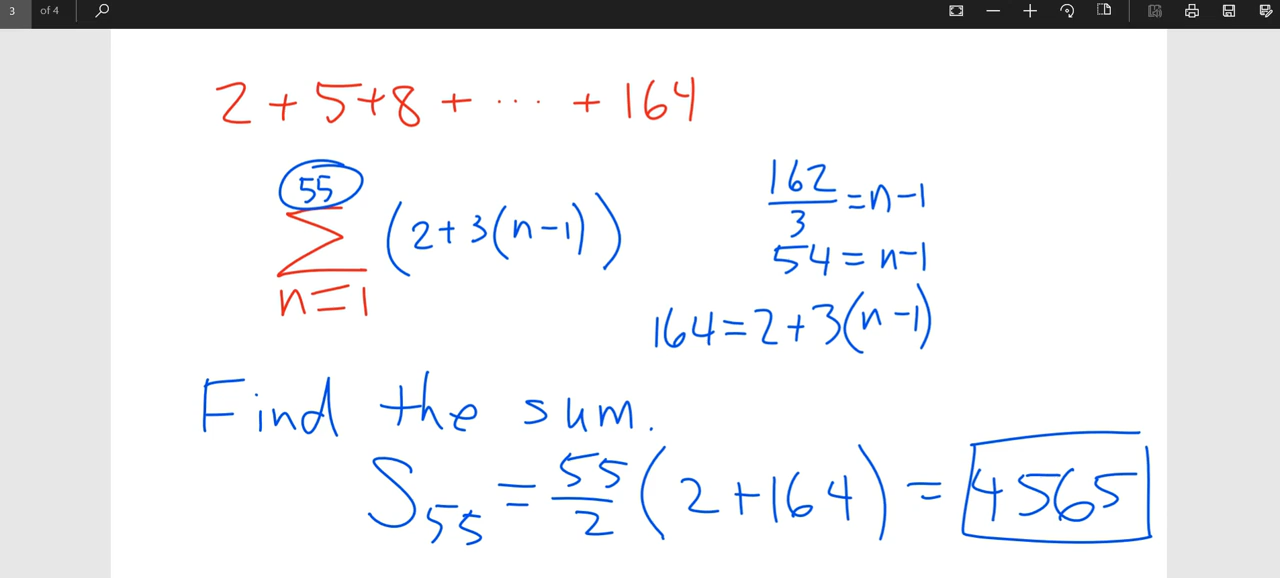 3 of 4
2 + 5 + 8 + ... + 164
55
∑ (2 + 3(n-1))
n=1
162/3 = n-1
54 = n-1
164 = 2 + 3(n-1)
Find the sum.
S55 = 55/2 (2 + 164) = 4565